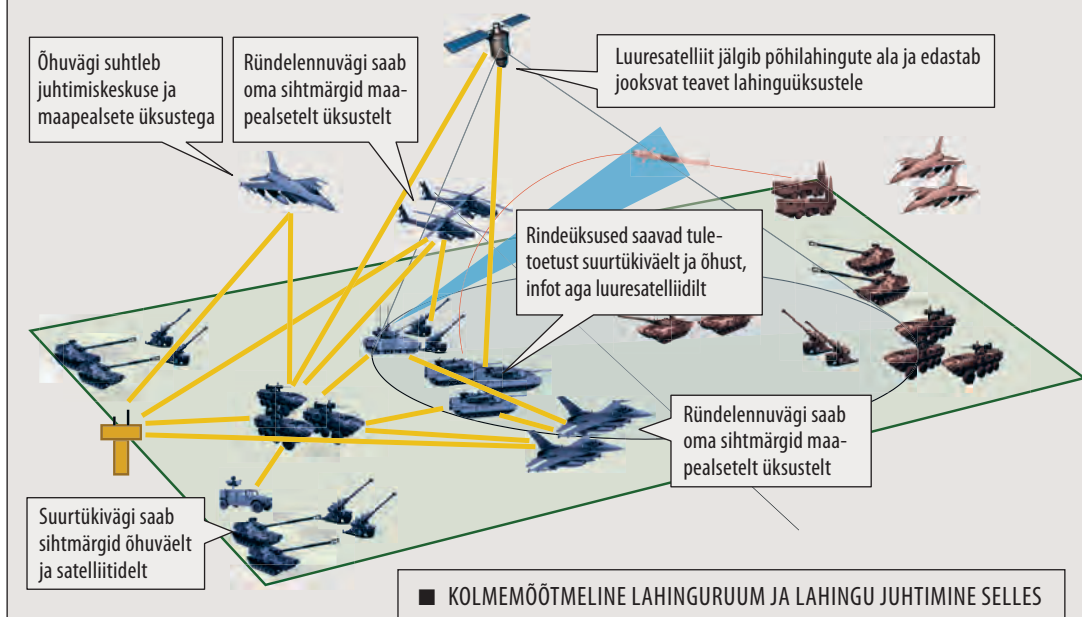 Õhuvägi suhtleb
juhtimiskeskuse ja
maapealsete üksustega
Ründelennuvägi saab
oma sihtmärgid maa-
pealsetelt üksustelt
Luuresatelliit jälgib põhilahingute ala ja edastab
jooksvat teavet lahinguüksustele
Rindeüksused saavad tule-
toetust suurtükiväelt ja õhust,
infot aga luuresatelliidilt
Ründelennuvägi saab
oma sihtmärgid maa-
pealsetelt üksustelt
Suurtükivägi saab
sihtmärgid õhuväelt
ja satelliitidelt
■ KOLMEMÕÕTMELINE LAHINGURUUM JA LAHINGU JUHTIMINE SELLES